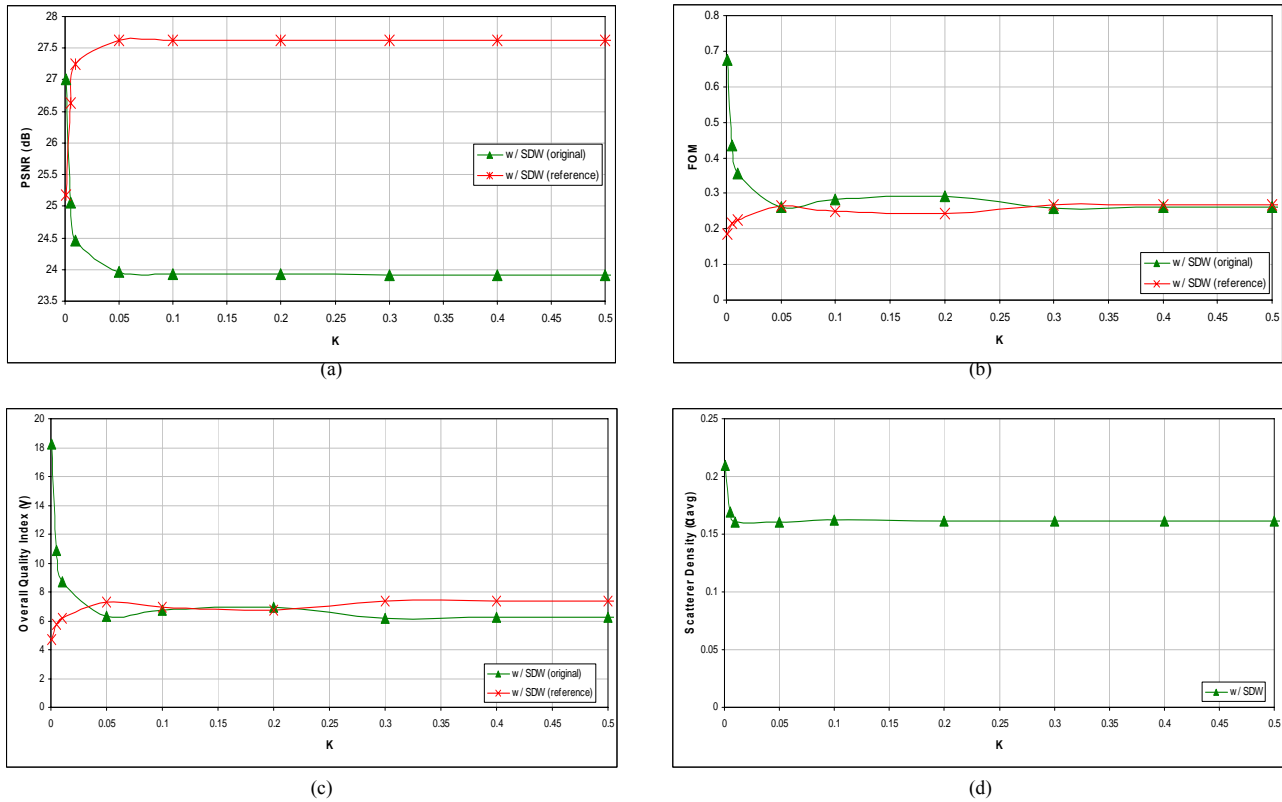 28
27.5
27
26.5
26
25.5
25
24.5
24
23.5
PSNR (dB)
w/ SDW (original)
w/ SDW (reference)
0 0.05 0.1 0.15 0.2 0.25 0.3 0.35 0.4 0.45 0.5
K
(a)
0.8
0.7
0.6
0.5
0.4
0.3
0.2
0.1
0
FOM
w/ SDW (original)
w/ SDW (reference)
0 0.05 0.1 0.15 0.2 0.25 0.3 0.35 0.4 0.45 0.5
K
(b)
20
18
16
14
12
10
8
6
4
2
0
Overall Quality Index (γ)
w/ SDW (original)
w/ SDW (reference)
0 0.05 0.1 0.15 0.2 0.25 0.3 0.35 0.4 0.45 0.5
K
(c)
0.25
0.2
0.15
0.1
0.05
0
Scatterer Density (αavg)
w/ SDW
0 0.05 0.1 0.15 0.2 0.25 0.3 0.35 0.4 0.45 0.5
K
(d)